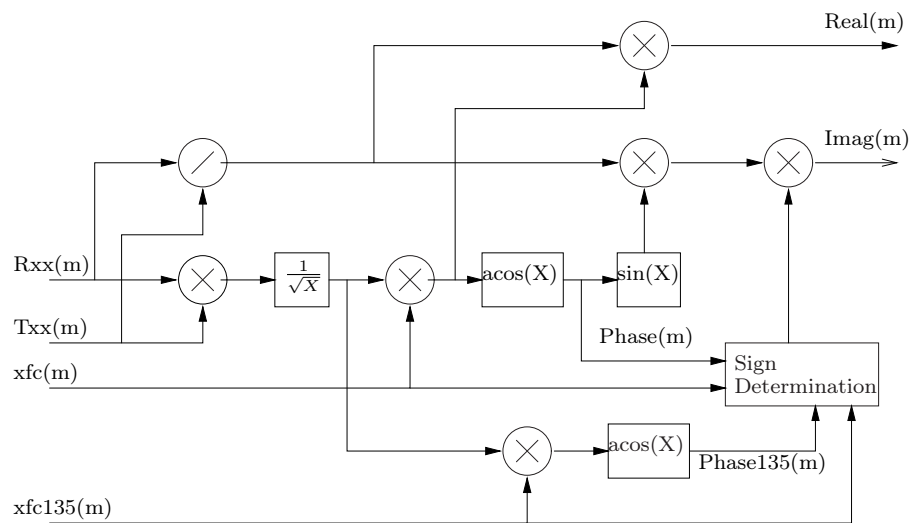 Real(m)
Imag(m)
Rxx(m)
1/√X
acos(X)
sin(X)
Txx(m)
Phase(m)
xfc(m)
Sign
Determination
acos(X)
Phase135(m)
xfc135(m)